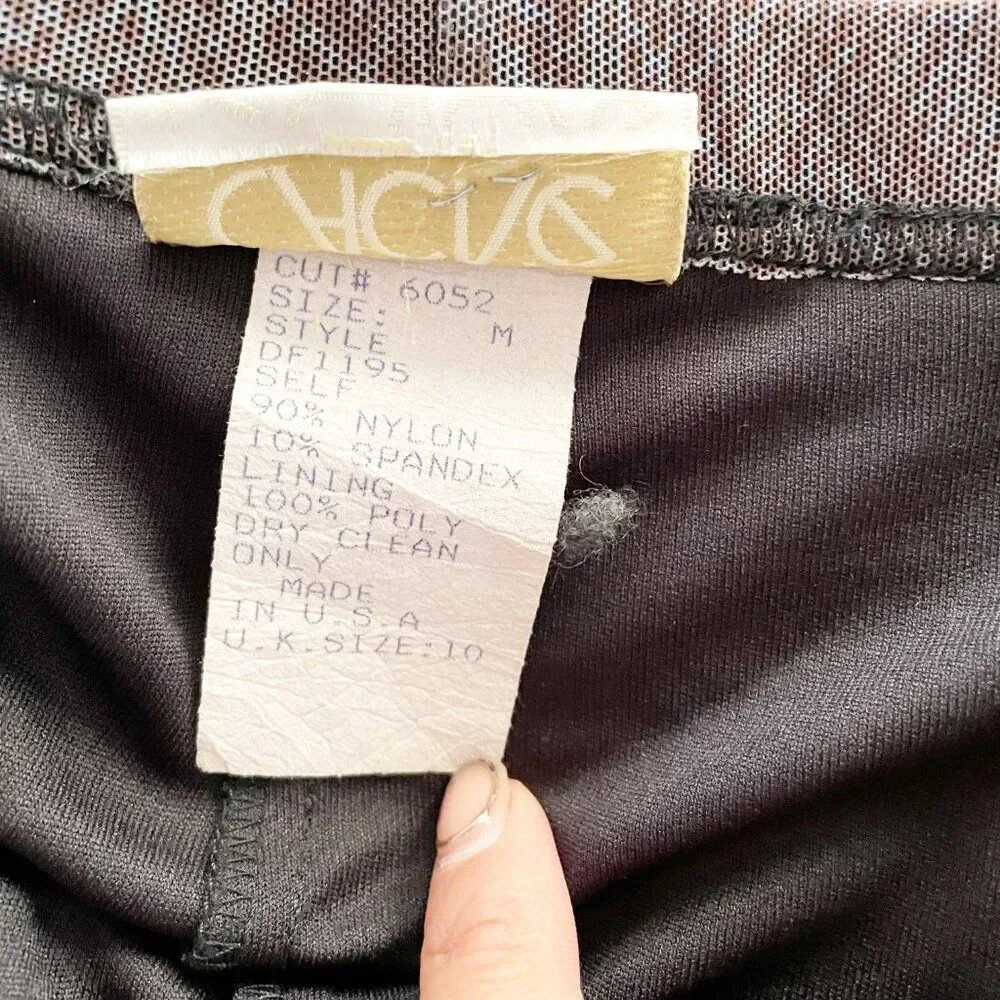 CUT# 6052
SIZE: M
STYLE
DF1195
SELF
90% NYLON
10% SPANDEX
LINING
100% POLY
DRY CLEAN
ONLY
MADE
IN U.S.A
U.K.SIZE:10